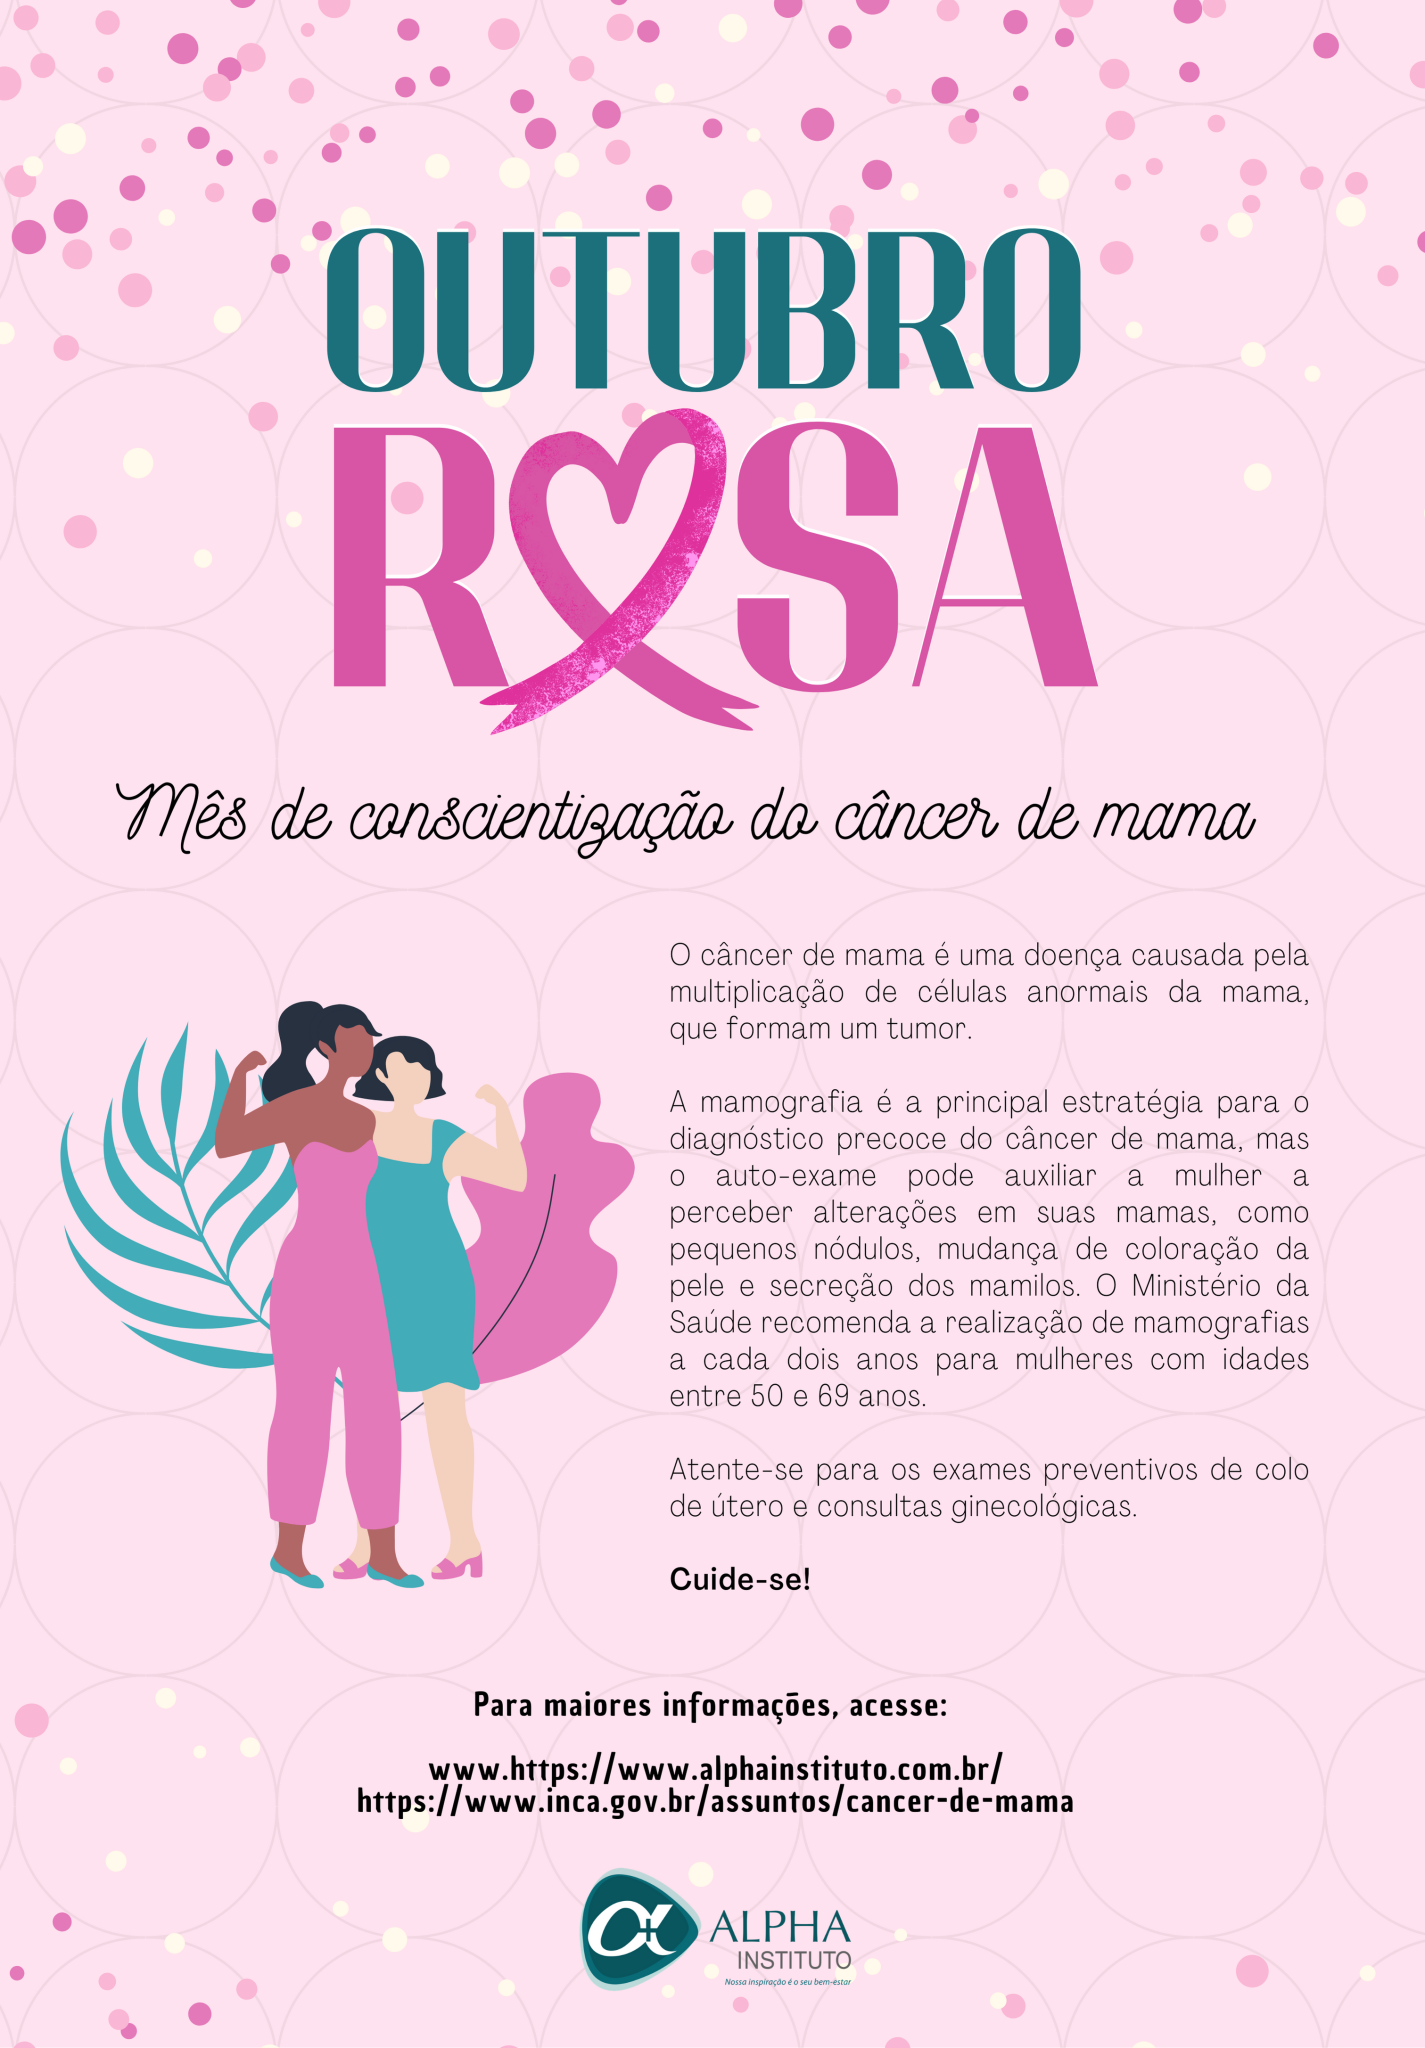 OUTUBRO
ROSA
Mês de conscientização do câncer de mama
O câncer de mama é uma doença causada pela
multiplicação de células anormais da mama,
que formam um tumor.
A mamografia é a principal estratégia para o
diagnóstico precoce do câncer de mama, mas
o auto-exame pode auxiliar a mulher a
perceber alterações em suas mamas, como
pequenos nódulos, mudança de coloração da
pele e secreção dos mamilos. O Ministério da
Saúde recomenda a realização de mamografias
a cada dois anos para mulheres com idades
entre 50 e 69 anos.
Atente-se para os exames preventivos de colo
de útero e consultas ginecológicas.
Cuide-se!
Para maiores informações, acesse:
www.https://www.alphainstituto.com.br/
https://www.inca.gov.br/assuntos/cancer-de-mama
ALPHA
INSTITUTO
Nossa inspiração é o seu bem-estar